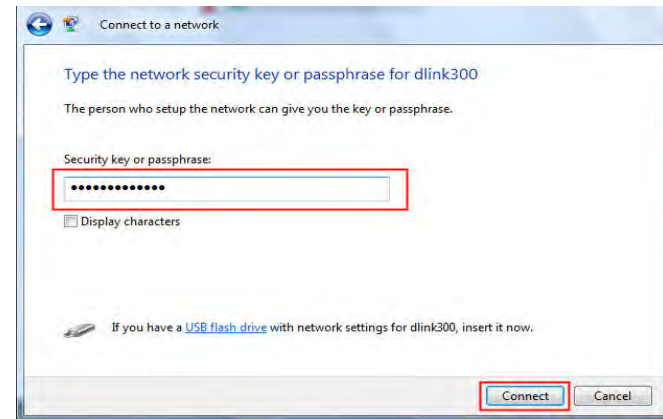 Connect to a network
Type the network security key or passphrase for dlink300
The person who setup the network can give you the key or passphrase.
Security key or passphrase:
•••••••••••••
Display characters
If you have a USB flash drive with network settings for dlink300, insert it now.
Connect Cancel